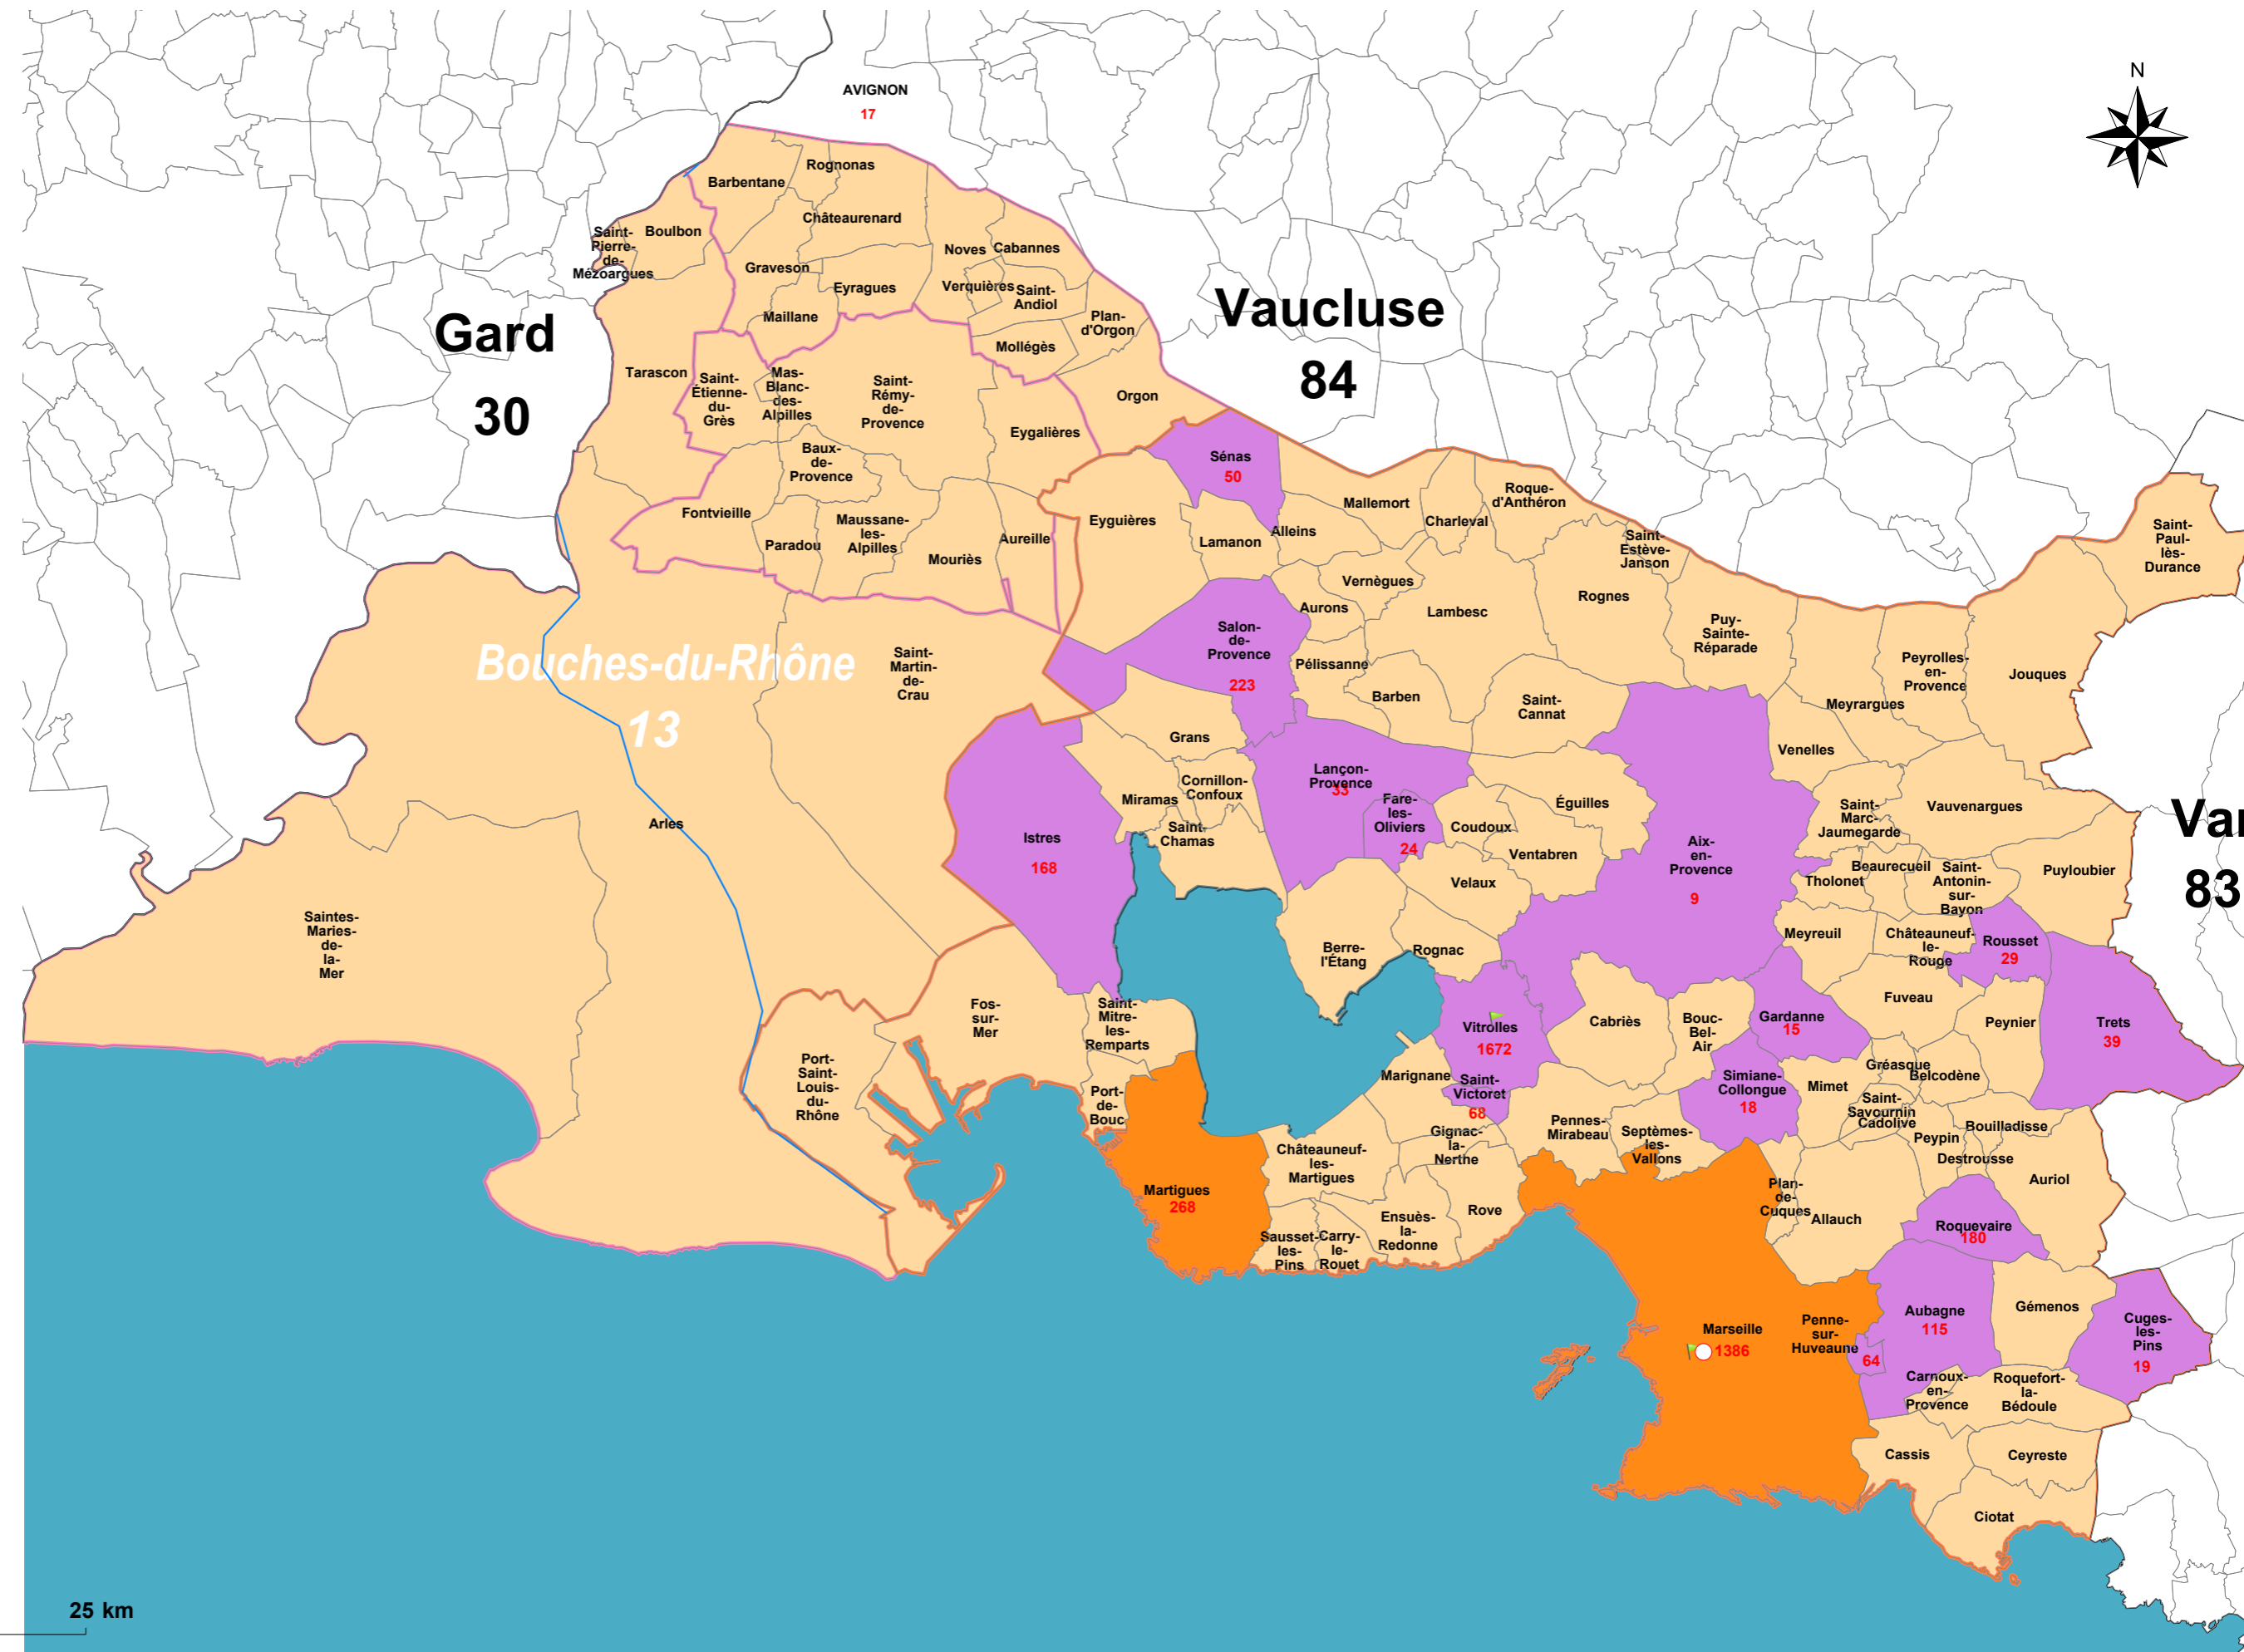 AVIGNON
17
N
Rognonas
Barbentane
Châteaurenard
Saint-
Pierre-
de-
Mézoargues
Boulbon
Noves
Cabannes
Graveson
Eyragues
Verquières
Saint-
Andiol
Maillane
Plan-
d'Orgon
Mollégès
Gard
30
Vaucluse
84
Tarascon
Saint-
Étienne-
du-
Grès
Mas-
Blanc-
des-
Alpilles
Saint-
Rémy-
de-
Provence
Orgon
Eygalières
Baux-
de-
Provence
Sénas
50
Fontvieille
Paradou
Maussane-
les-
Alpilles
Mouriès
Aureille
Eyguières
Lamanon
Alleins
Mallemort
Charleval
Roque-
d'Anthéron
Saint-
Estève-
Janson
Saint-
Paul-
lès-
Durance
Vernègues
Aurons
Lambesc
Rognes
Puy-
Sainte-
Réparade
Peyrolles-
en-
Provence
Jouques
Meyrargues
Bouches-du-Rhône
13
Saint-
Martin-
de-
Crau
Salon-
de-
Provence
223
Pélissanne
Barben
Saint-
Cannat
Venelles
Grans
Cornillon-
Confoux
Miramas
Saint-
Chamas
Lançon-
Provence
33
Fare-
les-
Oliviers
24
Éguilles
Coudoux
Ventabren
Velaux
Aix-
en-
Provence
9
Saint-
Marc-
Jaumegarde
Vauvenargues
Var
83
Arles
Istres
168
Tholonet
Beaurecueil
Saint-
Antonin-
sur-
Bayon
Puyloubier
Saintes-
Maries-
de-
la-
Mer
Berre-
l'Étang
Rognac
Meyreuil
Châteauneuf-
le-
Rouge
Rousset
29
Fos-
sur-
Mer
Saint-
Mitre-
les-
Remparts
Vitrolles
1672
Cabriès
Bouc-
Bel-
Air
Gardanne
15
Fuveau
Peynier
Trets
39
Port-
Saint-
Louis-
du-
Rhône
Port-
de-
Bouc
Marignane
Saint-
Victoret
68
Simiane-
Collongue
18
Mimet
Gréasque
Belcodène
Saint-
Savournin
Cadolive
Peypin
Bouilladisse
Destrousse
Auriol
Pennes-
Mirabeau
Septèmes-
les-
Vallons
Gignac-
la-
Nerthe
Châteauneuf-
les-
Martigues
Martigues
268
Sausset-
les-
Pins
Carry-
le-
Rouet
Ensuès-
la-
Redonne
Rove
Plan-
de-
Cuques
Allauch
Roquevaire
180
Marseille
1386
Penne-
sur-
Huveaune
64
Aubagne
115
Gémenos
Cuges-
les-
Pins
19
Carnoux-
en-
Provence
Roquefort-
la-
Bédoule
Cassis
Ceyreste
Ciotat
25 km